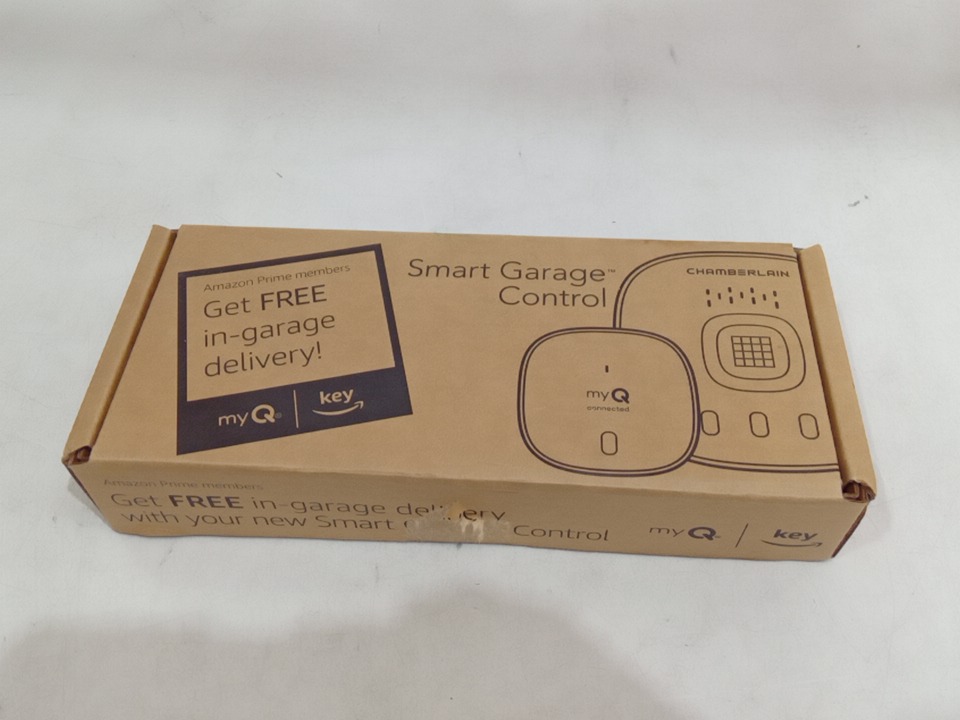 Amazon Prime members
Get FREE
in-garage
delivery!
myQ® key
Smart Garage™
Control
CHAMBERLAIN
myQ
connected
Amazon Prime members
Get FREE in-garage delivery
with your new Smart Control
myQ key